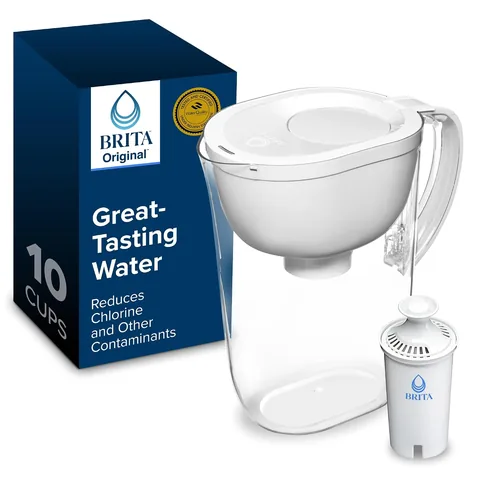 BRITA
Original
Great-
Tasting
Water
Reduces
Chlorine
and Other
Contaminants
10
CUPS
BRITA